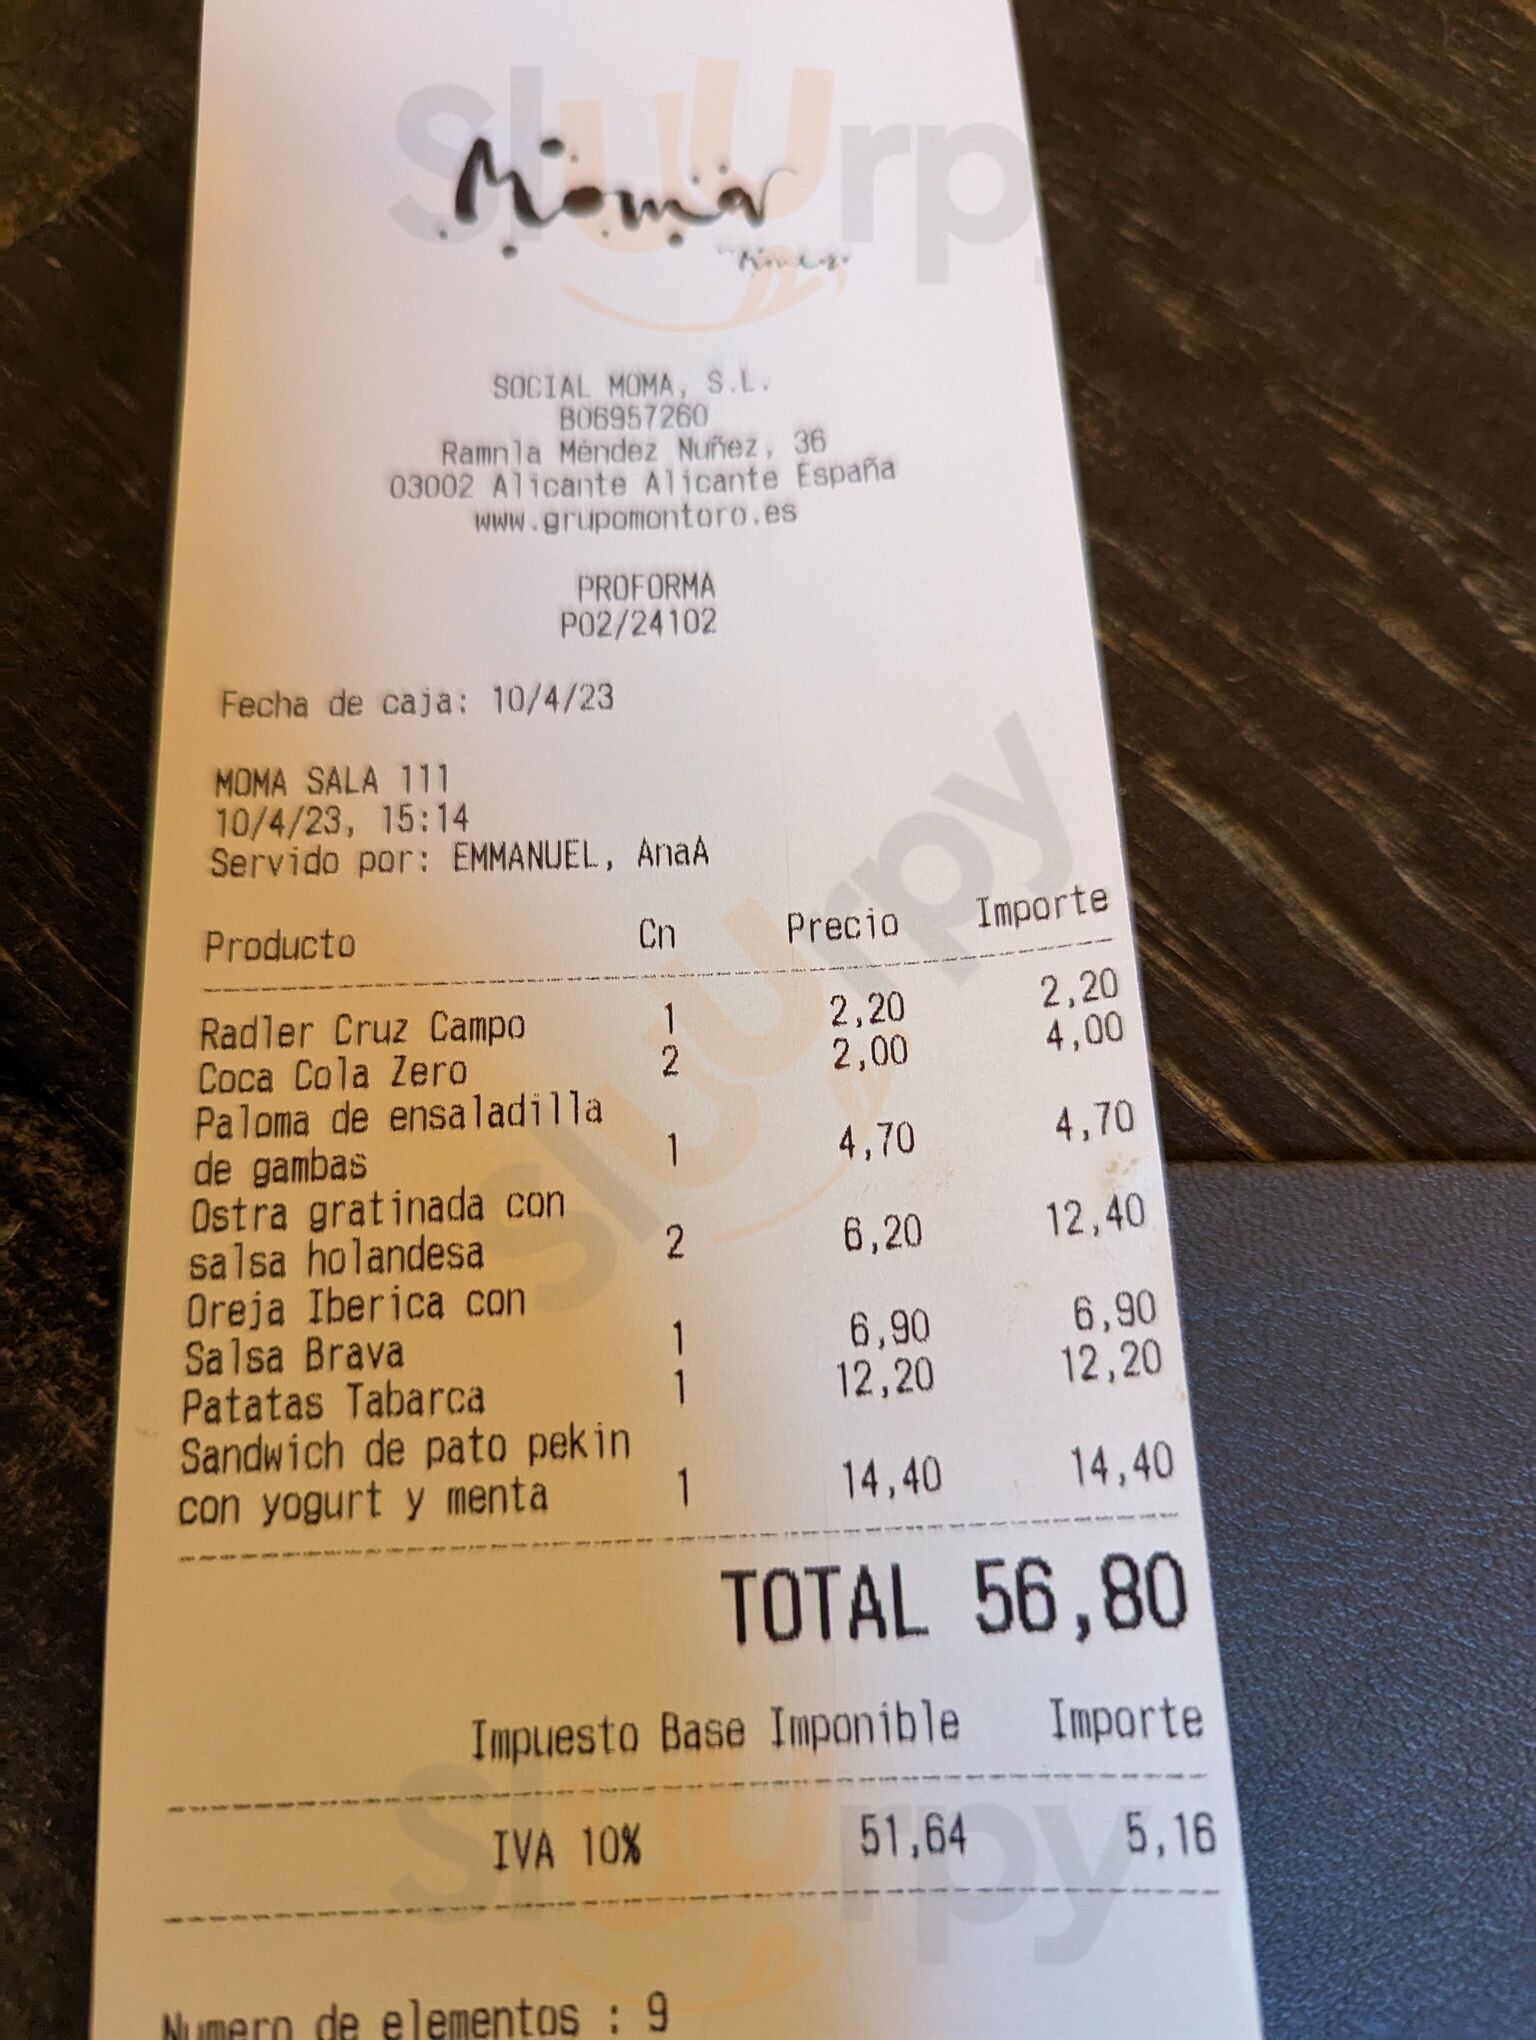 Moma
SOCIAL MOMA, S.L.
B06957260
Ramnla Méndez Nuñez, 36
03002 Alicante Alicante España
www.grupomontoro.es
PROFORMA
P02/24102
Fecha de caja: 10/4/23
MOMA SALA 111
10/4/23, 15:14
Servido por: EMMANUEL, AnaA
Producto Cn Precio Importe
Radler Cruz Campo 1 2,20 2,20
Coca Cola Zero 2 2,00 4,00
Paloma de ensaladilla
de gambas 1 4,70 4,70
Ostra gratinada con
salsa holandesa 2 6,20 12,40
Oreja Iberica con
Salsa Brava 1 6,90 6,90
Patatas Tabarca 1 12,20 12,20
Sandwich de pato pekin
con yogurt y menta 1 14,40 14,40
TOTAL 56,80
Impuesto Base Imponible Importe
IVA 10% 51,64 5,16
Numero de elementos : 9
Sluurpy
Sluurpy
Sluurpy